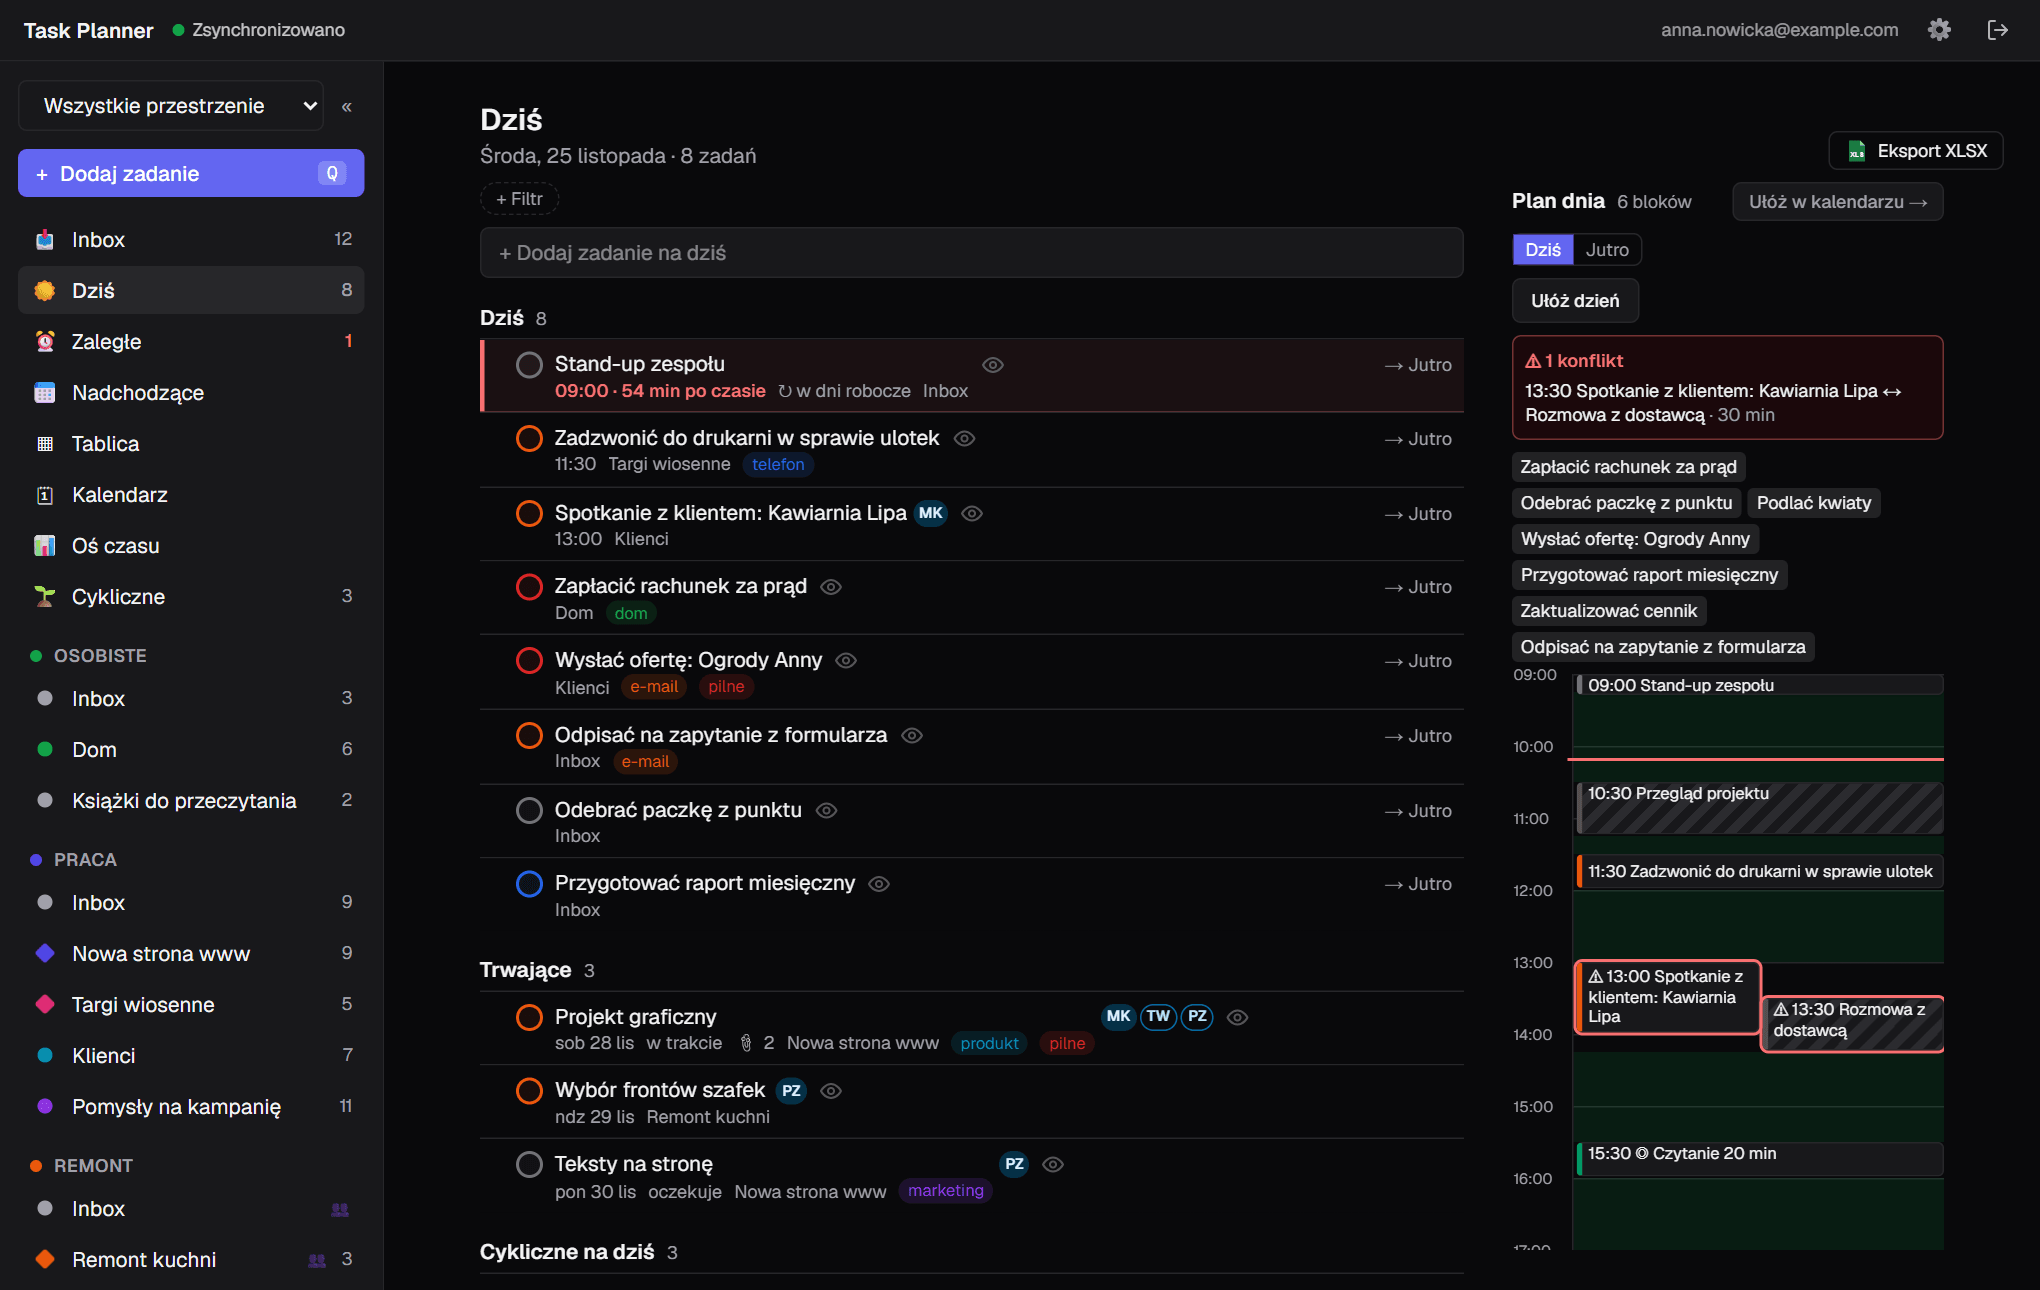 Task Planner
Zsynchronizowano
anna.nowicka@example.com
Wszystkie przestrzenie
«
+ Dodaj zadanie Q
Inbox 12
Dziś 8
Zaległe 1
Nadchodzące
Tablica
Kalendarz
Oś czasu
Cykliczne 3
OSOBISTE
Inbox 3
Dom 6
Książki do przeczytania 2
PRACA
Inbox 9
Nowa strona www 9
Targi wiosenne 5
Klienci 7
Pomysły na kampanię 11
REMONT
Inbox
Remont kuchni 3
Dziś
Środa, 25 listopada · 8 zadań
+ Filtr
+ Dodaj zadanie na dziś
Dziś 8
Stand-up zespołu → Jutro
09:00 · 54 min po czasie ↻ w dni robocze Inbox
Zadzwonić do drukarni w sprawie ulotek → Jutro
11:30 Targi wiosenne telefon
Spotkanie z klientem: Kawiarnia Lipa MK → Jutro
13:00 Klienci
Zapłacić rachunek za prąd → Jutro
Dom dom
Wysłać ofertę: Ogrody Anny → Jutro
Klienci e-mail pilne
Odpisać na zapytanie z formularza → Jutro
Inbox e-mail
Odebrać paczkę z punktu → Jutro
Inbox
Przygotować raport miesięczny → Jutro
Inbox
Trwające 3
Projekt graficzny MK TW PZ
sob 28 lis w trakcie 2 Nowa strona www produkt pilne
Wybór frontów szafek PZ
ndz 29 lis Remont kuchni
Teksty na stronę PZ
pon 30 lis oczekuje Nowa strona www marketing
Cykliczne na dziś 3
Eksport XLSX
Plan dnia 6 bloków Ułóż w kalendarzu →
Dziś Jutro
Ułóż dzień
⚠ 1 konflikt
13:30 Spotkanie z klientem: Kawiarnia Lipa ↔
Rozmowa z dostawcą · 30 min
Zapłacić rachunek za prąd
Odebrać paczkę z punktu Podlać kwiaty
Wysłać ofertę: Ogrody Anny
Przygotować raport miesięczny
Zaktualizować cennik
Odpisać na zapytanie z formularza
09:00 09:00 Stand-up zespołu
10:00
10:30 Przegląd projektu
11:00
11:30 Zadzwonić do drukarni w sprawie ulotek
12:00
13:00
⚠ 13:00 Spotkanie z
klientem: Kawiarnia
Lipa
⚠ 13:30 Rozmowa z
dostawcą
14:00
15:00
15:30 ◎ Czytanie 20 min
16:00
17:00